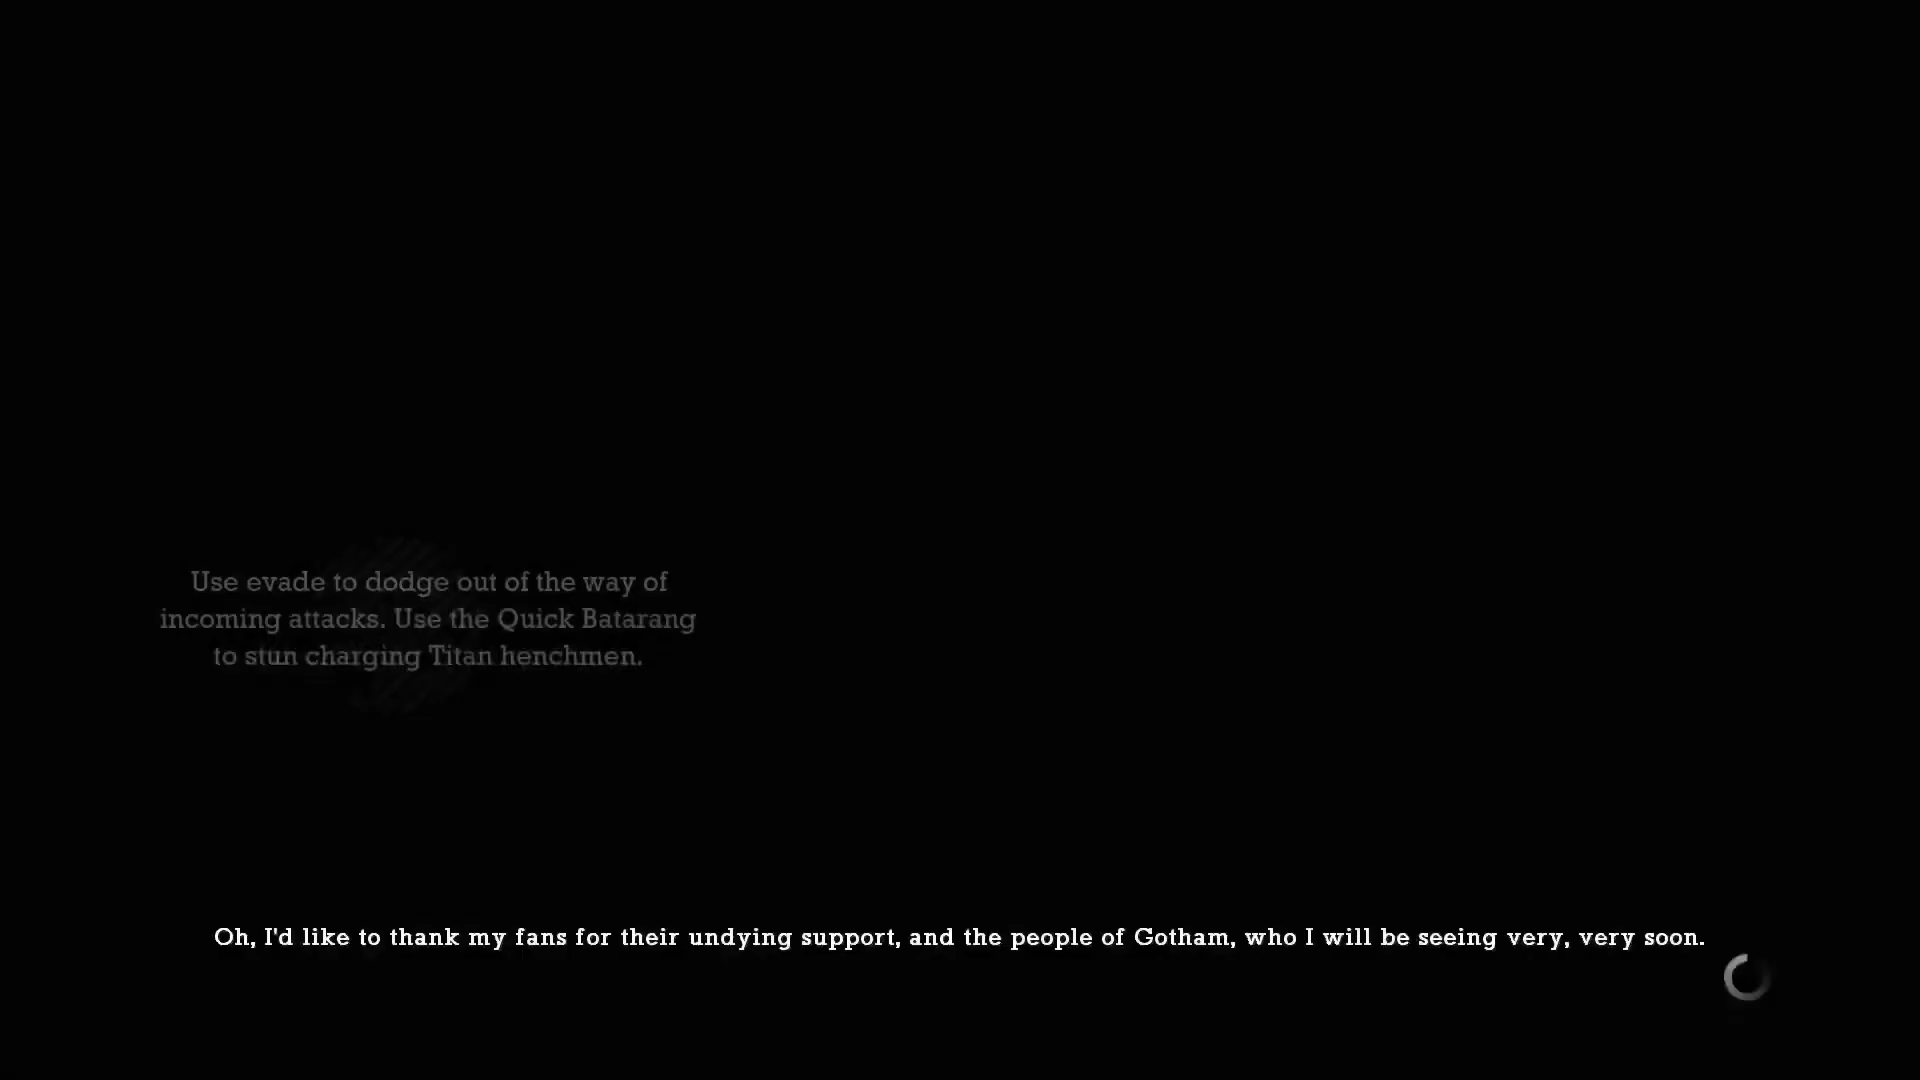 Use evade to dodge out of the way of
incoming attacks. Use the Quick Batarang
to stun charging Titan henchmen.
Oh, I'd like to thank my fans for their undying support, and the people of Gotham, who I will be seeing very, very soon.